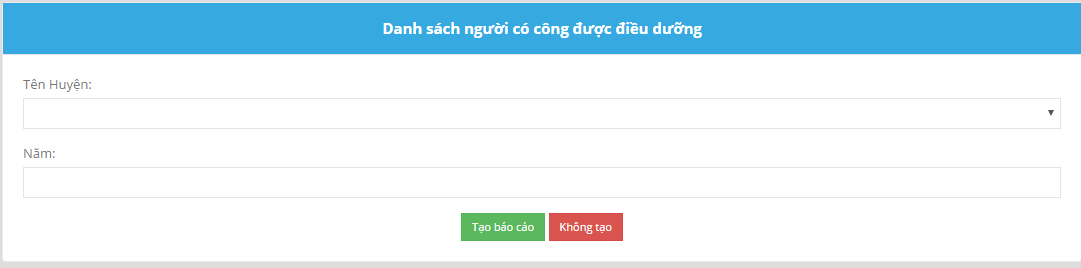 Danh sách người có công được điều dưỡng
Tên Huyện:
Năm:
Tạo báo cáo Không tạo